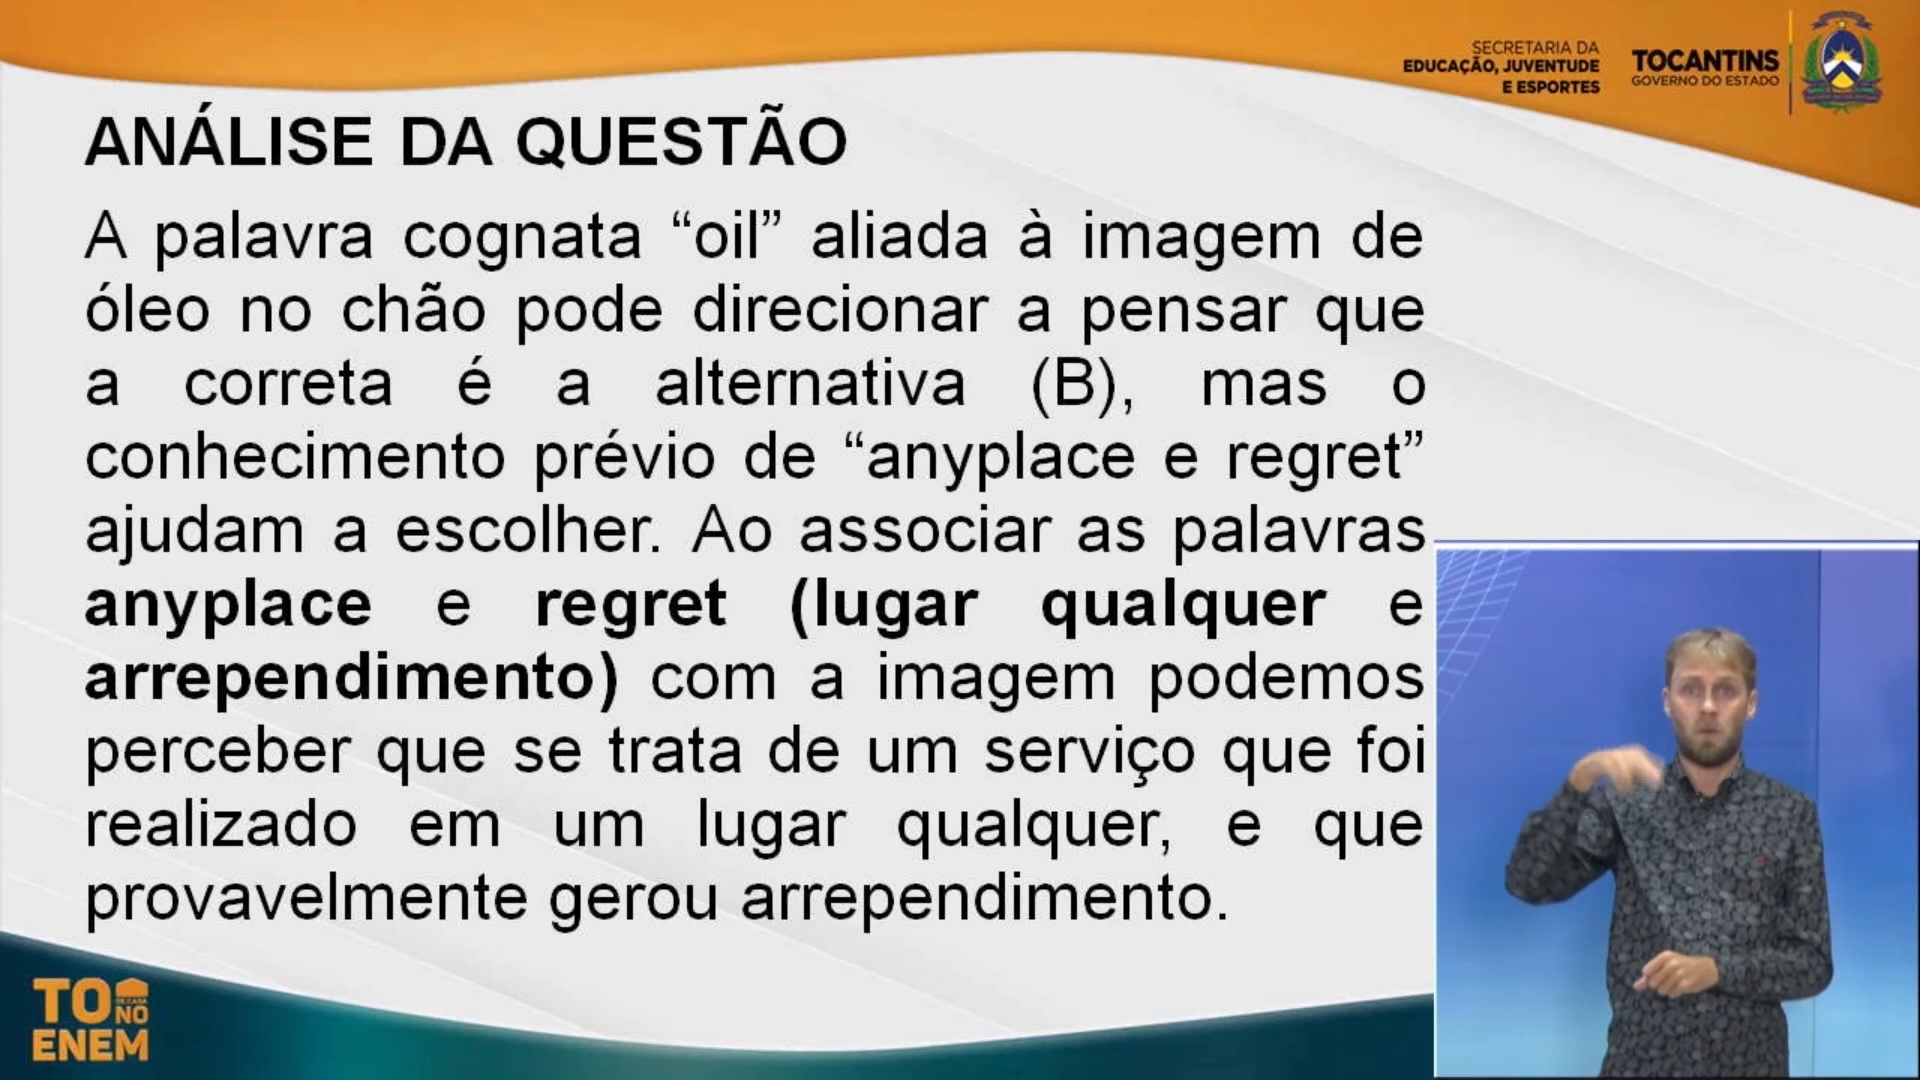 SECRETARIA DA
EDUCAÇÃO, JUVENTUDE
E ESPORTES
TOCANTINS
GOVERNO DO ESTADO
ANÁLISE DA QUESTÃO
A palavra cognata “oil” aliada à imagem de
óleo no chão pode direcionar a pensar que
a correta é a alternativa (B), mas o
conhecimento prévio de “anyplace e regret”
ajudam a escolher. Ao associar as palavras
anyplace e regret (lugar qualquer e
arrependimento) com a imagem podemos
perceber que se trata de um serviço que foi
realizado em um lugar qualquer, e que
provavelmente gerou arrependimento.
TO DE CASA
NO
ENEM